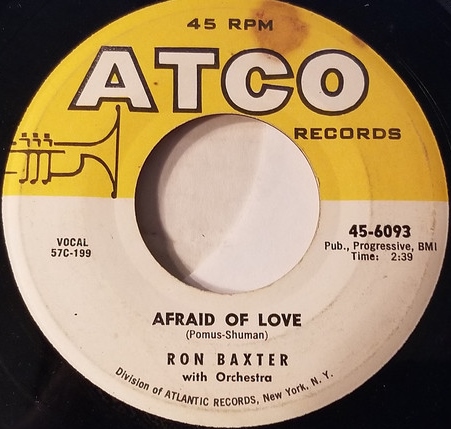 45 RPM
ATCO
RECORDS
VOCAL
57C-199
45-6093
Pub., Progressive, BMI
Time: 2:39
AFRAID OF LOVE
(Pomus-Shuman)
RON BAXTER
with Orchestra
Division of ATLANTIC RECORDS, New York, N. Y.